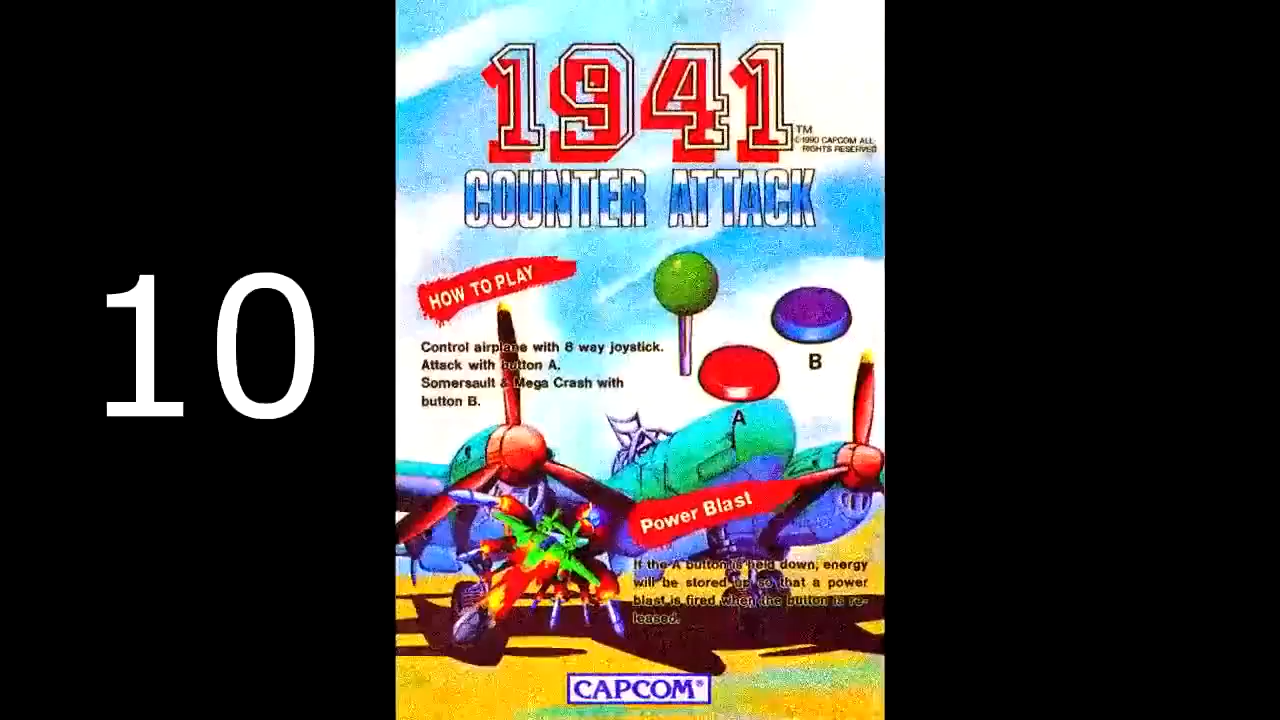 10
1941
TM
©1990 CAPCOM ALL
RIGHTS RESERVED
COUNTER ATTACK
HOW TO PLAY
Control airplane with 8 way joystick.
Attack with button A.
Somersault & Mega Crash with
button B.
B
A
Power Blast
If the A button is held down, energy
will be stored up so that a power
blast is fired when the button is re-
leased.
CAPCOM®